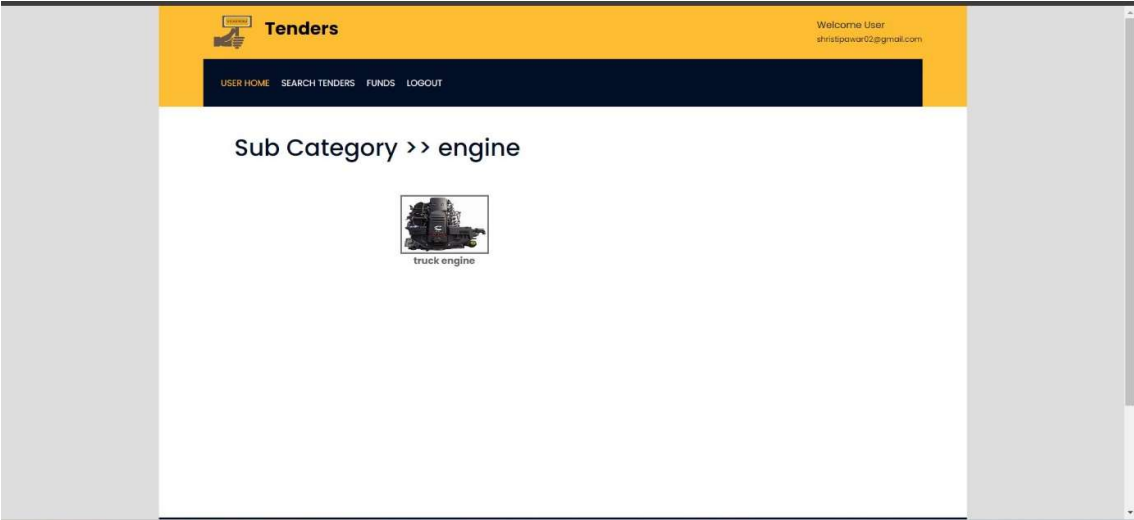 Tenders
Welcome User
shristipawar02@gmail.com
USER HOME SEARCH TENDERS FUNDS LOGOUT
Sub Category >> engine
truck engine